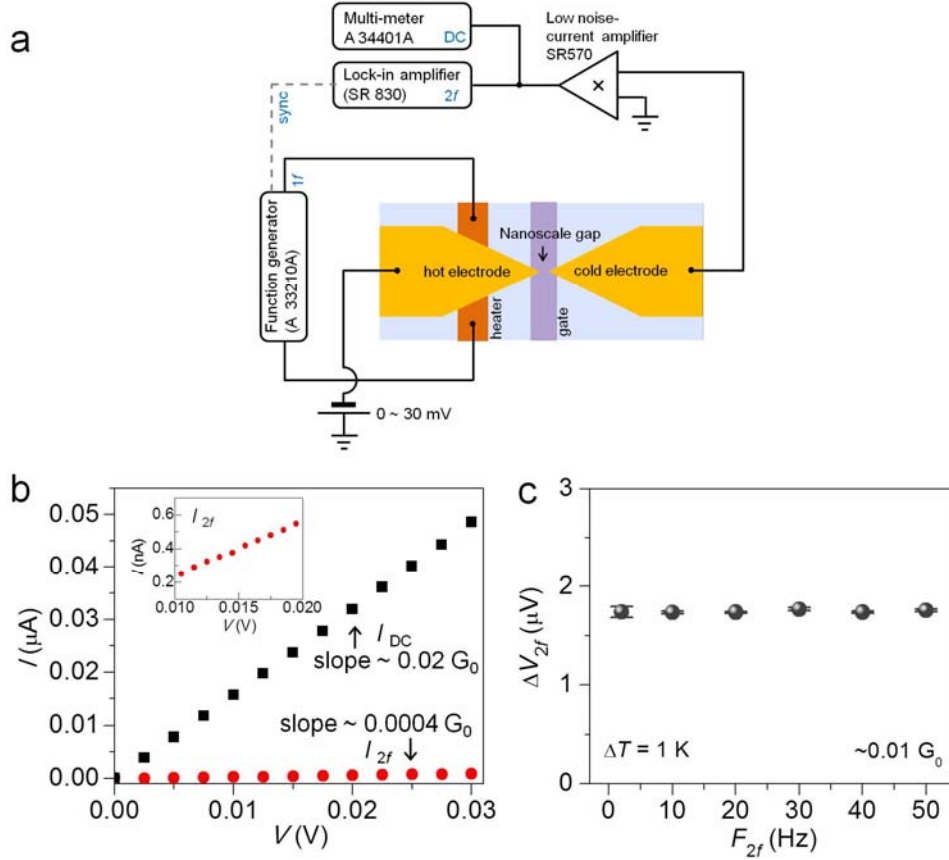 a
Multi-meter
A 34401A DC
Low noise-
current amplifier
SR570
Lock-in amplifier
(SR 830) 2f
×
sync
1f
Function generator
(A 33210A)
Nanoscale gap
hot electrode
cold electrode
heater
gate
0 ~ 30 mV
b
I (μA)
0.05
0.04
0.03
0.02
0.01
0.00
0.00 0.01 0.02 0.03
V (V)
I 2f
I (nA)
0.6
0.4
0.2
0.010 0.015 0.020
V (V)
I DC
slope ~ 0.02 G0
slope ~ 0.0004 G0
I 2f
c
ΔV2f (μV)
3
2
1
0
ΔT = 1 K
~0.01 G0
0 10 20 30 40 50
F2f (Hz)